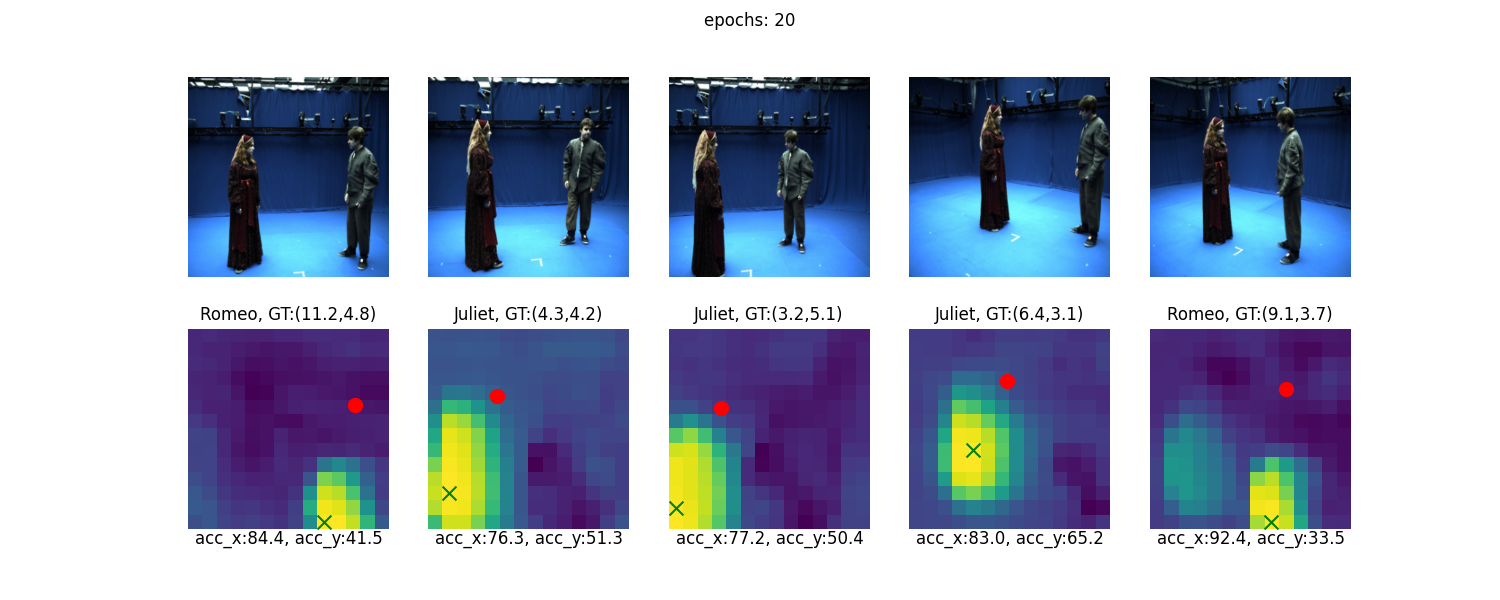 epochs: 20
Romeo, GT:(11.2,4.8)
Juliet, GT:(4.3,4.2)
Juliet, GT:(3.2,5.1)
Juliet, GT:(6.4,3.1)
Romeo, GT:(9.1,3.7)
acc_x:84.4, acc_y:41.5
acc_x:76.3, acc_y:51.3
acc_x:77.2, acc_y:50.4
acc_x:83.0, acc_y:65.2
acc_x:92.4, acc_y:33.5